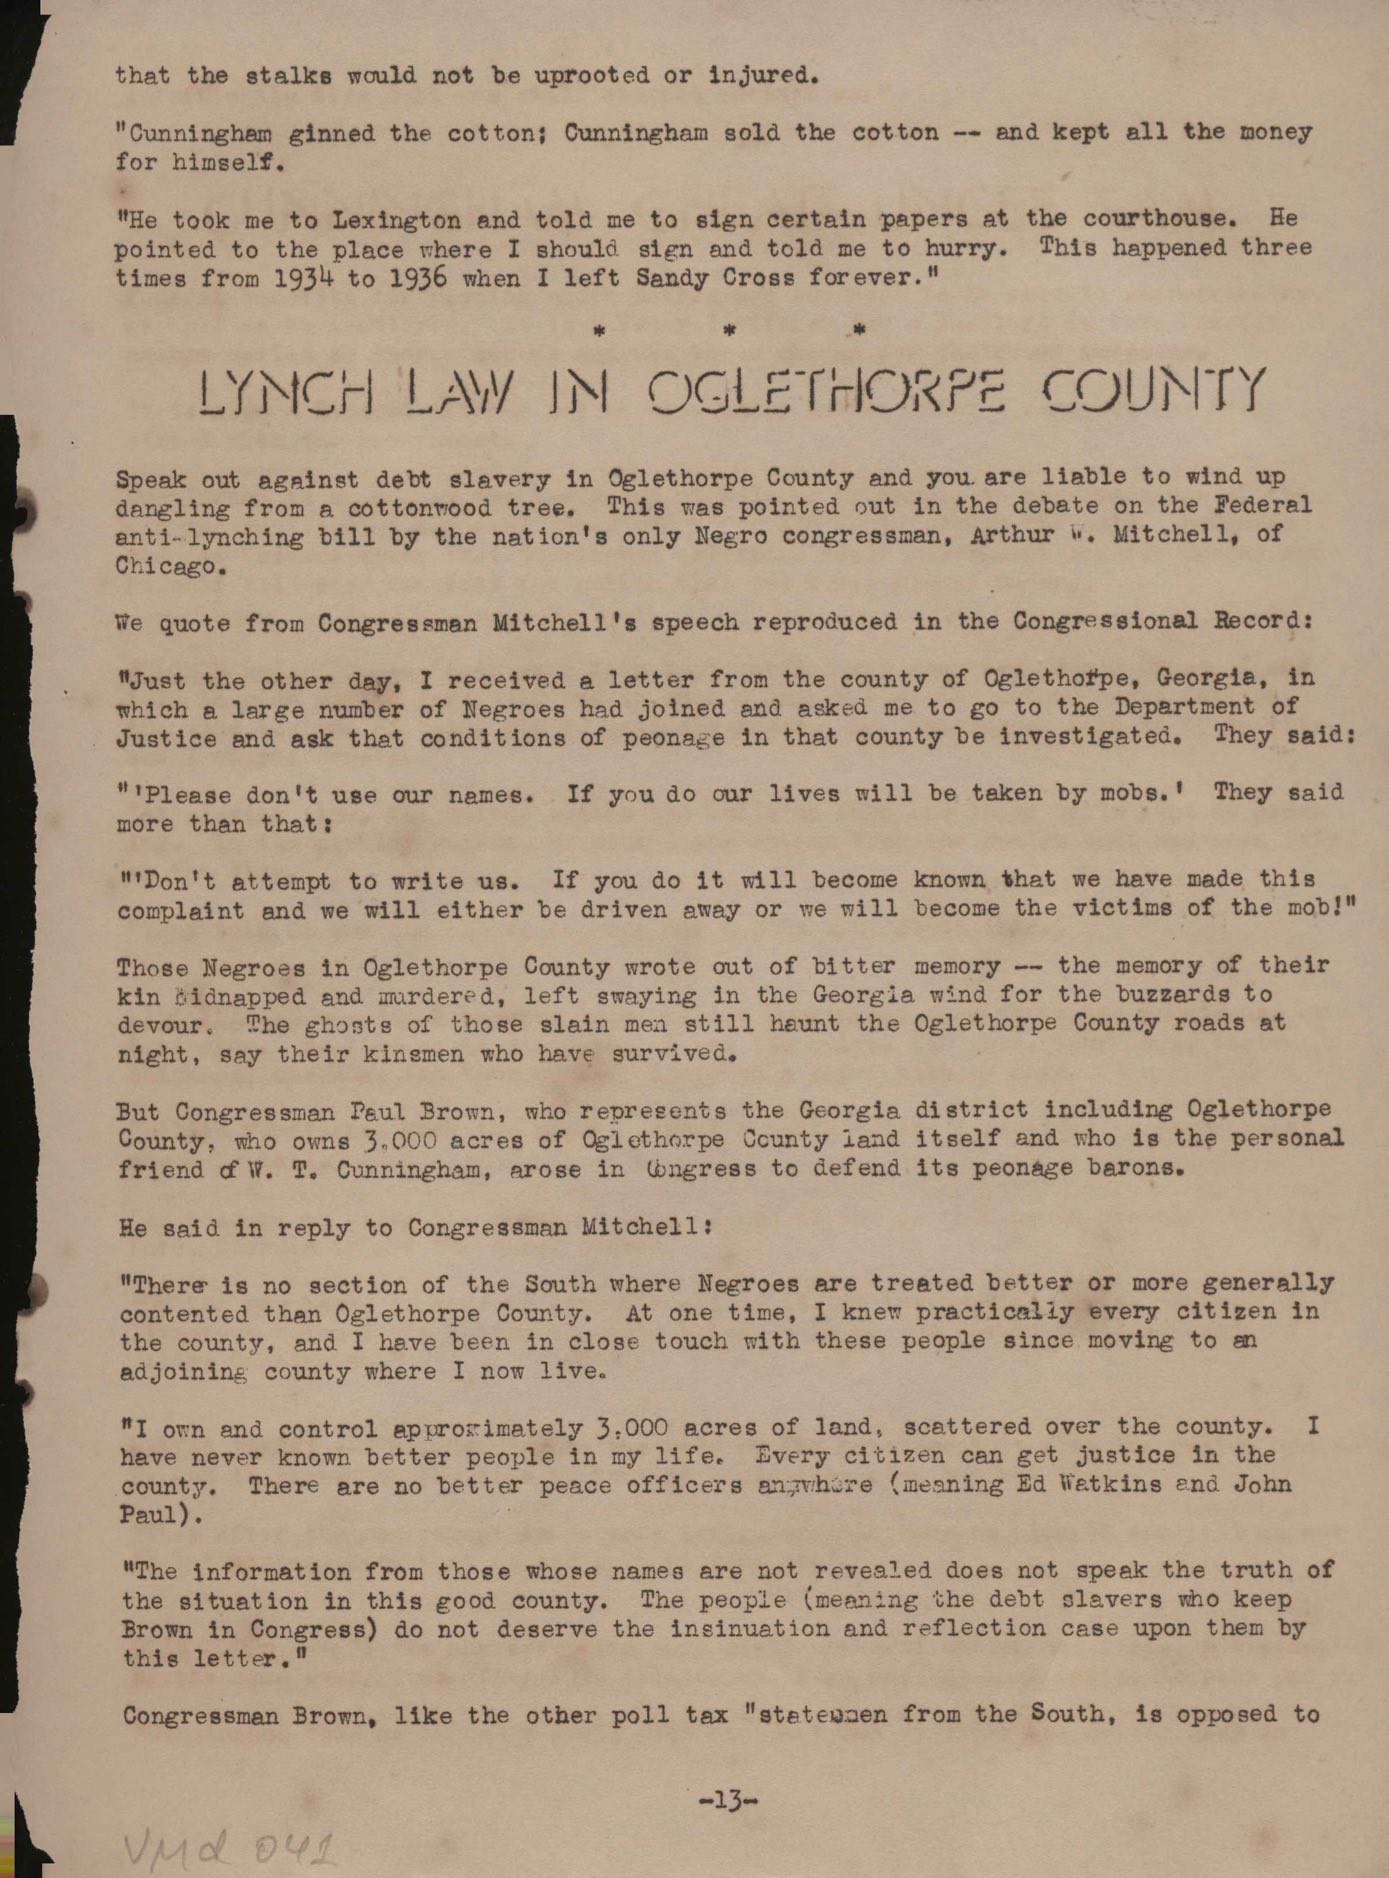 that the stalks would not be uprooted or injured.
"Cunningham ginned the cotton; Cunningham sold the cotton -- and kept all the money
for himself.
"He took me to Lexington and told me to sign certain papers at the courthouse. He
pointed to the place where I should sign and told me to hurry. This happened three
times from 1934 to 1936 when I left Sandy Cross forever."
* * *
LYNCH LAW IN OGLETHORPE COUNTY
Speak out against debt slavery in Oglethorpe County and you are liable to wind up
dangling from a cottonwood tree. This was pointed out in the debate on the Federal
anti-lynching bill by the nation's only Negro congressman, Arthur W. Mitchell, of
Chicago.
We quote from Congressman Mitchell's speech reproduced in the Congressional Record:
"Just the other day, I received a letter from the county of Oglethorpe, Georgia, in
which a large number of Negroes had joined and asked me to go to the Department of
Justice and ask that conditions of peonage in that county be investigated. They said:
"'Please don't use our names. If you do our lives will be taken by mobs.' They said
more than that:
"'Don't attempt to write us. If you do it will become known that we have made this
complaint and we will either be driven away or we will become the victims of the mob!"
Those Negroes in Oglethorpe County wrote out of bitter memory -- the memory of their
kin kidnapped and murdered, left swaying in the Georgia wind for the buzzards to
devour. The ghosts of those slain men still haunt the Oglethorpe County roads at
night, say their kinsmen who have survived.
But Congressman Paul Brown, who represents the Georgia district including Oglethorpe
County, who owns 3,000 acres of Oglethorpe County land itself and who is the personal
friend of W. T. Cunningham, arose in Congress to defend its peonage barons.
He said in reply to Congressman Mitchell:
"There is no section of the South where Negroes are treated better or more generally
contented than Oglethorpe County. At one time, I knew practically every citizen in
the county, and I have been in close touch with these people since moving to an
adjoining county where I now live.
"I own and control approximately 3,000 acres of land, scattered over the county. I
have never known better people in my life. Every citizen can get justice in the
county. There are no better peace officers anywhere (meaning Ed Watkins and John
Paul).
"The information from those whose names are not revealed does not speak the truth of
the situation in this good county. The people (meaning the debt slavers who keep
Brown in Congress) do not deserve the insinuation and reflection case upon them by
this letter."
Congressman Brown, like the other poll tax "statesmen from the South, is opposed to
-13-
VMd 041